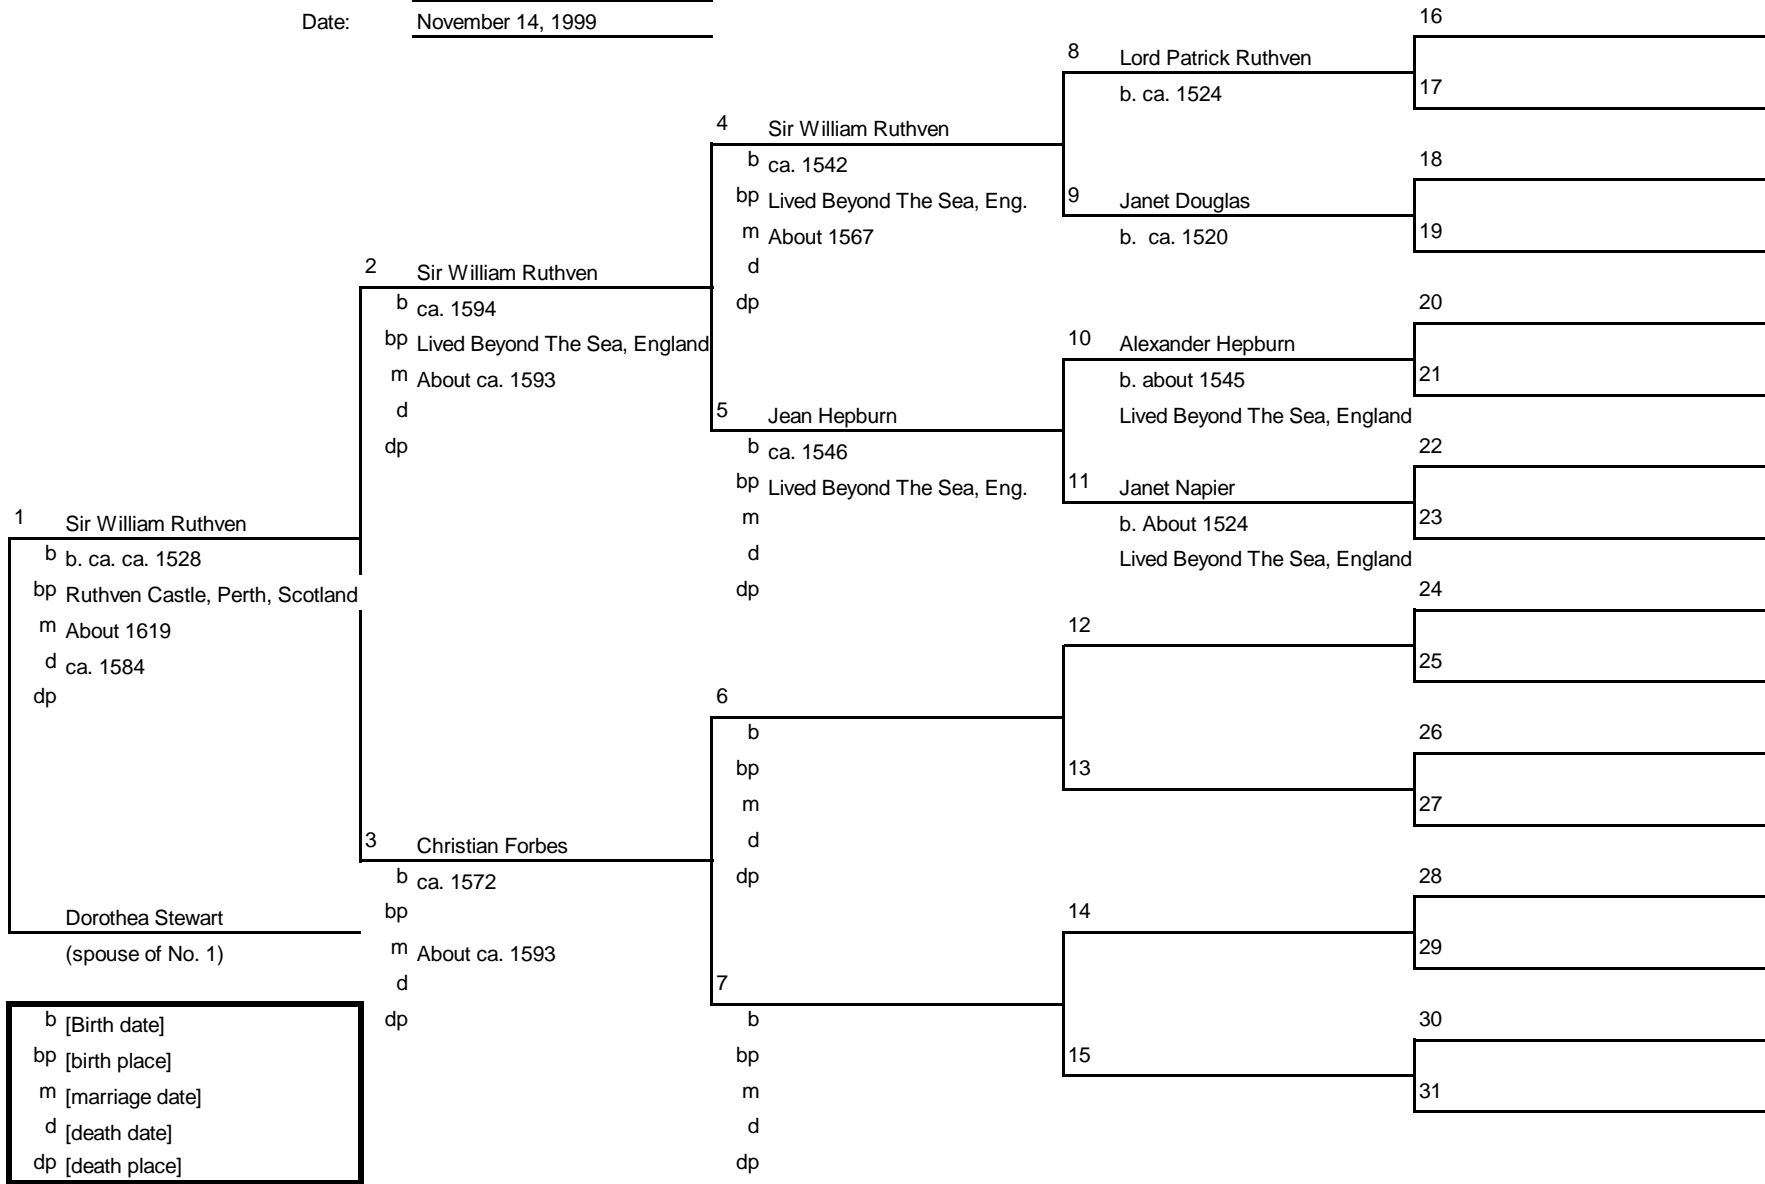 Date: November 14, 1999
1 Sir William Ruthven
b b. ca. ca. 1528
bp Ruthven Castle, Perth, Scotland
m About 1619
d ca. 1584
dp
Dorothea Stewart
(spouse of No. 1)
b [Birth date]
bp [birth place]
m [marriage date]
d [death date]
dp [death place]
2 Sir William Ruthven
b ca. 1594
bp Lived Beyond The Sea, England
m About ca. 1593
d
dp
3 Christian Forbes
b ca. 1572
bp
m About ca. 1593
d
dp
4 Sir William Ruthven
b ca. 1542
bp Lived Beyond The Sea, Eng.
m About 1567
d
dp
5 Jean Hepburn
b ca. 1546
bp Lived Beyond The Sea, Eng.
m
d
dp
6
b
bp
m
d
dp
7
b
bp
m
d
dp
8 Lord Patrick Ruthven
b. ca. 1524
9 Janet Douglas
b. ca. 1520
10 Alexander Hepburn
b. about 1545
Lived Beyond The Sea, England
11 Janet Napier
b. About 1524
Lived Beyond The Sea, England
12
13
14
15
16
17
18
19
20
21
22
23
24
25
26
27
28
29
30
31